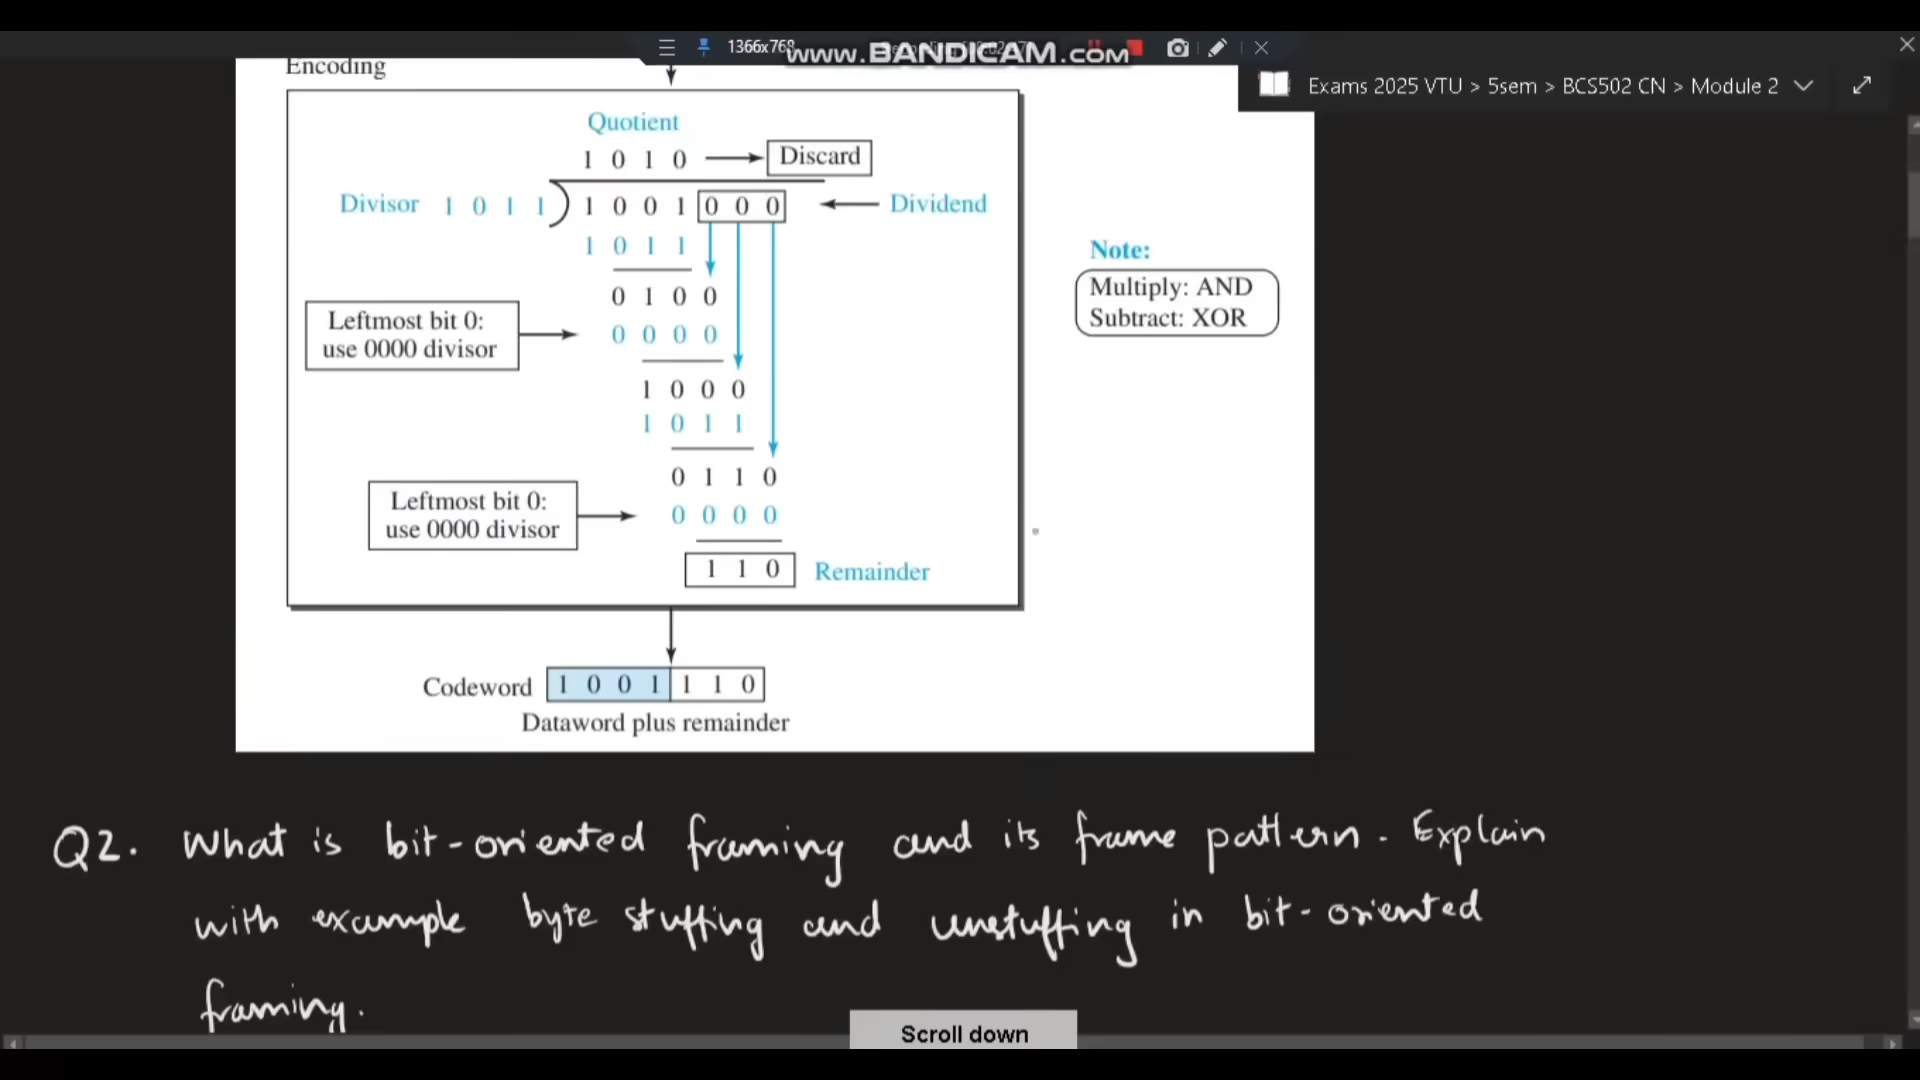 1366x768
www.BANDICAM.com
Exams 2025 VTU > 5sem > BCS502 CN > Module 2
Encoding
Quotient
1 0 1 0
Discard
Divisor 1 0 1 1 1 0 0 1 0 0 0 Dividend
1 0 1 1
0 1 0 0
Leftmost bit 0:
use 0000 divisor
0 0 0 0
1 0 0 0
1 0 1 1
0 1 1 0
Leftmost bit 0:
use 0000 divisor
0 0 0 0
1 1 0 Remainder
Note:
Multiply: AND
Subtract: XOR
Codeword 1 0 0 1 1 1 0
Dataword plus remainder
Q2. What is bit-oriented framing and its frame pattern. Explain
with example byte stuffing and unstuffing in bit-oriented
framing.
Scroll down